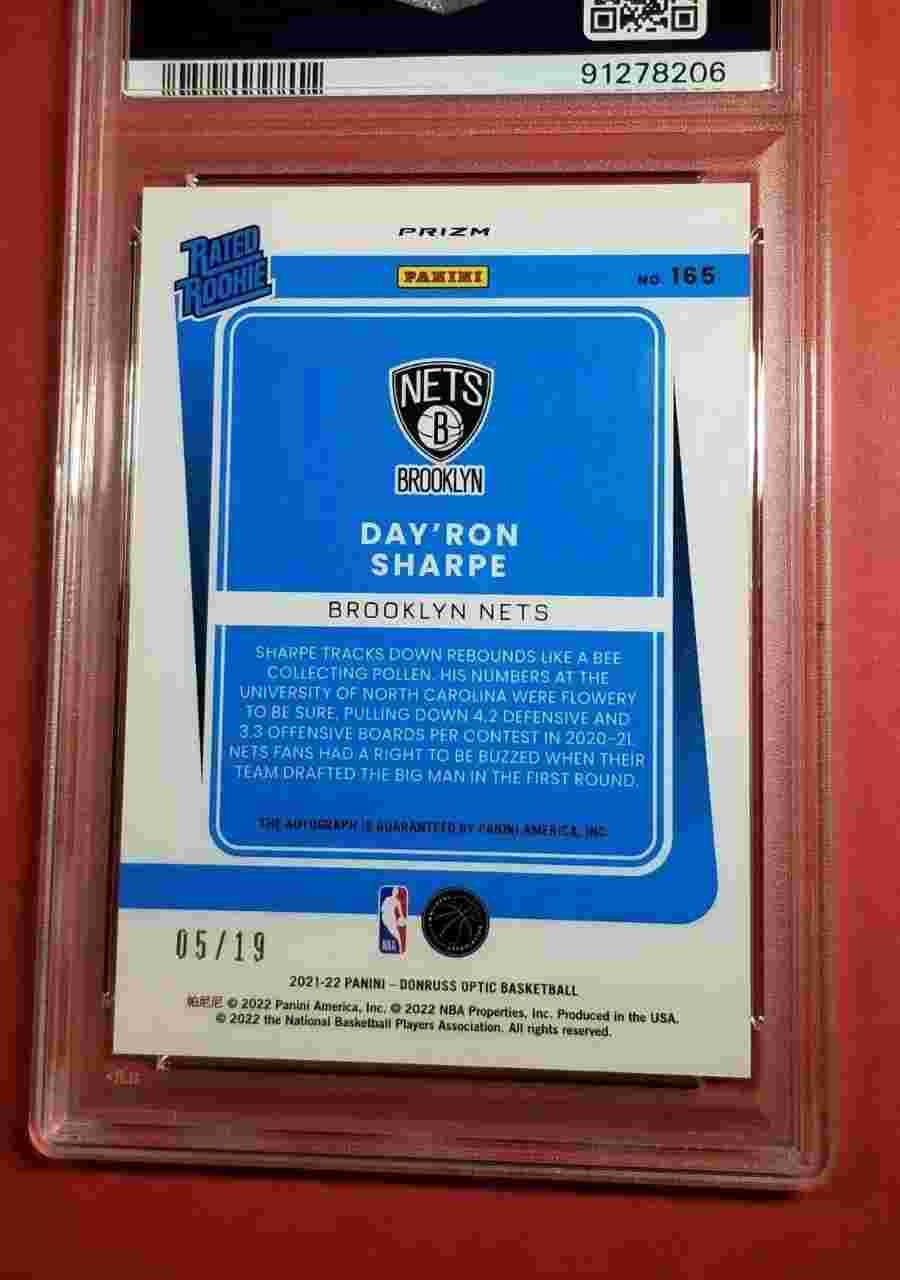 91278206
PRIZM
RATED
ROOKIE
PANINI
NO. 165
NETS
B
BROOKLYN
DAY'RON
SHARPE
BROOKLYN NETS
SHARPE TRACKS DOWN REBOUNDS LIKE A BEE
COLLECTING POLLEN. HIS NUMBERS AT THE
UNIVERSITY OF NORTH CAROLINA WERE FLOWERY
TO BE SURE, PULLING DOWN 4.2 DEFENSIVE AND
3.3 OFFENSIVE BOARDS PER CONTEST IN 2020-21.
NETS FANS HAD A RIGHT TO BE BUZZED WHEN THEIR
TEAM DRAFTED THE BIG MAN IN THE FIRST ROUND.
THE AUTOGRAPH IS GUARANTEED BY PANINI AMERICA, INC.
NBA
05/19
2021-22 PANINI – DONRUSS OPTIC BASKETBALL
帕尼尼 © 2022 Panini America, Inc. © 2022 NBA Properties, Inc. Produced in the USA.
© 2022 the National Basketball Players Association. All rights reserved.